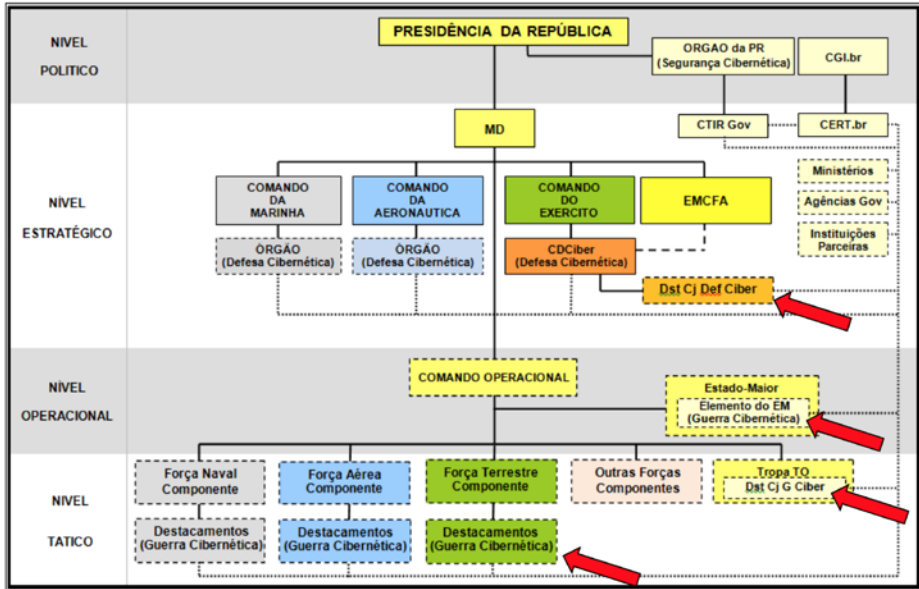 NIVEL
POLITICO
PRESIDÊNCIA DA REPÚBLICA
ORGAO da PR
(Segurança Cibernética)
CGI.br
CTIR Gov
CERT.br
NÍVEL
ESTRATÉGICO
MD
Ministérios
Agências Gov
Instituições
Parceiras
COMANDO
DA
MARINHA
COMANDO
DA
AERONAUTICA
COMANDO
DO
EXERCITO
EMCFA
ÓRGÃO
(Defesa Cibernética)
ÓRGÃO
(Defesa Cibernética)
CDCiber
(Defesa Cibernética)
Dst Cj Def Ciber
NÍVEL
OPERACIONAL
COMANDO OPERACIONAL
Estado-Maior
Elemento do EM
(Guerra Cibernética)
NIVEL
TATICO
Força Naval
Componente
Força Aérea
Componente
Força Terrestre
Componente
Outras Forças
Componentes
Tropa TO
Dst Cj G Ciber
Destacamentos
(Guerra Cibernética)
Destacamentos
(Guerra Cibernética)
Destacamentos
(Guerra Cibernética)